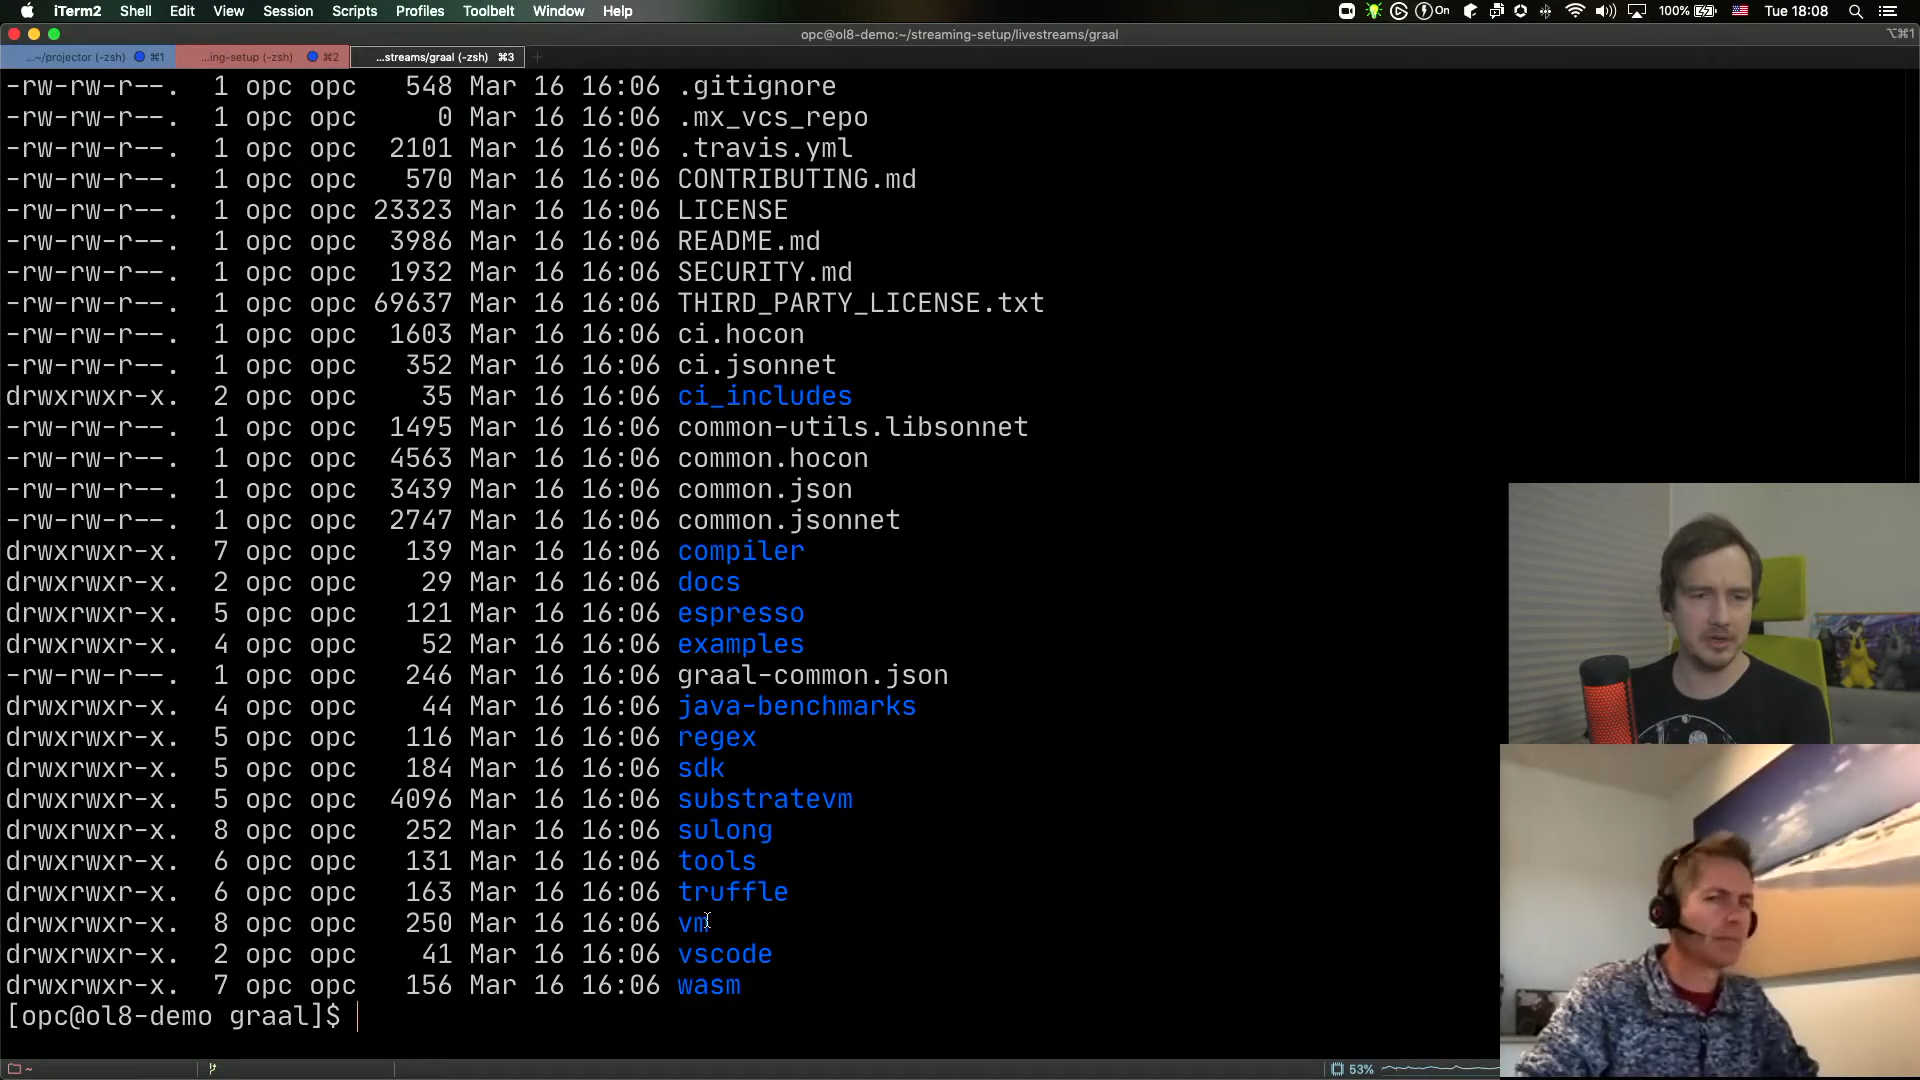 iTerm2 Shell Edit View Session Scripts Profiles Toolbelt Window Help On 100% Tue 18:08
opc@ol8-demo:~/streaming-setup/livestreams/graal ⌥⌘1
...~/projector (-zsh) ⌘1 ...ing-setup (-zsh) ⌘2 ...streams/graal (-zsh) ⌘3 +
-rw-rw-r--. 1 opc opc 548 Mar 16 16:06 .gitignore
-rw-rw-r--. 1 opc opc 0 Mar 16 16:06 .mx_vcs_repo
-rw-rw-r--. 1 opc opc 2101 Mar 16 16:06 .travis.yml
-rw-rw-r--. 1 opc opc 570 Mar 16 16:06 CONTRIBUTING.md
-rw-rw-r--. 1 opc opc 23323 Mar 16 16:06 LICENSE
-rw-rw-r--. 1 opc opc 3986 Mar 16 16:06 README.md
-rw-rw-r--. 1 opc opc 1932 Mar 16 16:06 SECURITY.md
-rw-rw-r--. 1 opc opc 69637 Mar 16 16:06 THIRD_PARTY_LICENSE.txt
-rw-rw-r--. 1 opc opc 1603 Mar 16 16:06 ci.hocon
-rw-rw-r--. 1 opc opc 352 Mar 16 16:06 ci.jsonnet
drwxrwxr-x. 2 opc opc 35 Mar 16 16:06 ci_includes
-rw-rw-r--. 1 opc opc 1495 Mar 16 16:06 common-utils.libsonnet
-rw-rw-r--. 1 opc opc 4563 Mar 16 16:06 common.hocon
-rw-rw-r--. 1 opc opc 3439 Mar 16 16:06 common.json
-rw-rw-r--. 1 opc opc 2747 Mar 16 16:06 common.jsonnet
drwxrwxr-x. 7 opc opc 139 Mar 16 16:06 compiler
drwxrwxr-x. 2 opc opc 29 Mar 16 16:06 docs
drwxrwxr-x. 5 opc opc 121 Mar 16 16:06 espresso
drwxrwxr-x. 4 opc opc 52 Mar 16 16:06 examples
-rw-rw-r--. 1 opc opc 246 Mar 16 16:06 graal-common.json
drwxrwxr-x. 4 opc opc 44 Mar 16 16:06 java-benchmarks
drwxrwxr-x. 5 opc opc 116 Mar 16 16:06 regex
drwxrwxr-x. 5 opc opc 184 Mar 16 16:06 sdk
drwxrwxr-x. 5 opc opc 4096 Mar 16 16:06 substratevm
drwxrwxr-x. 8 opc opc 252 Mar 16 16:06 sulong
drwxrwxr-x. 6 opc opc 131 Mar 16 16:06 tools
drwxrwxr-x. 6 opc opc 163 Mar 16 16:06 truffle
drwxrwxr-x. 8 opc opc 250 Mar 16 16:06 vm
drwxrwxr-x. 2 opc opc 41 Mar 16 16:06 vscode
drwxrwxr-x. 7 opc opc 156 Mar 16 16:06 wasm
[opc@ol8-demo graal]$
~ 53%